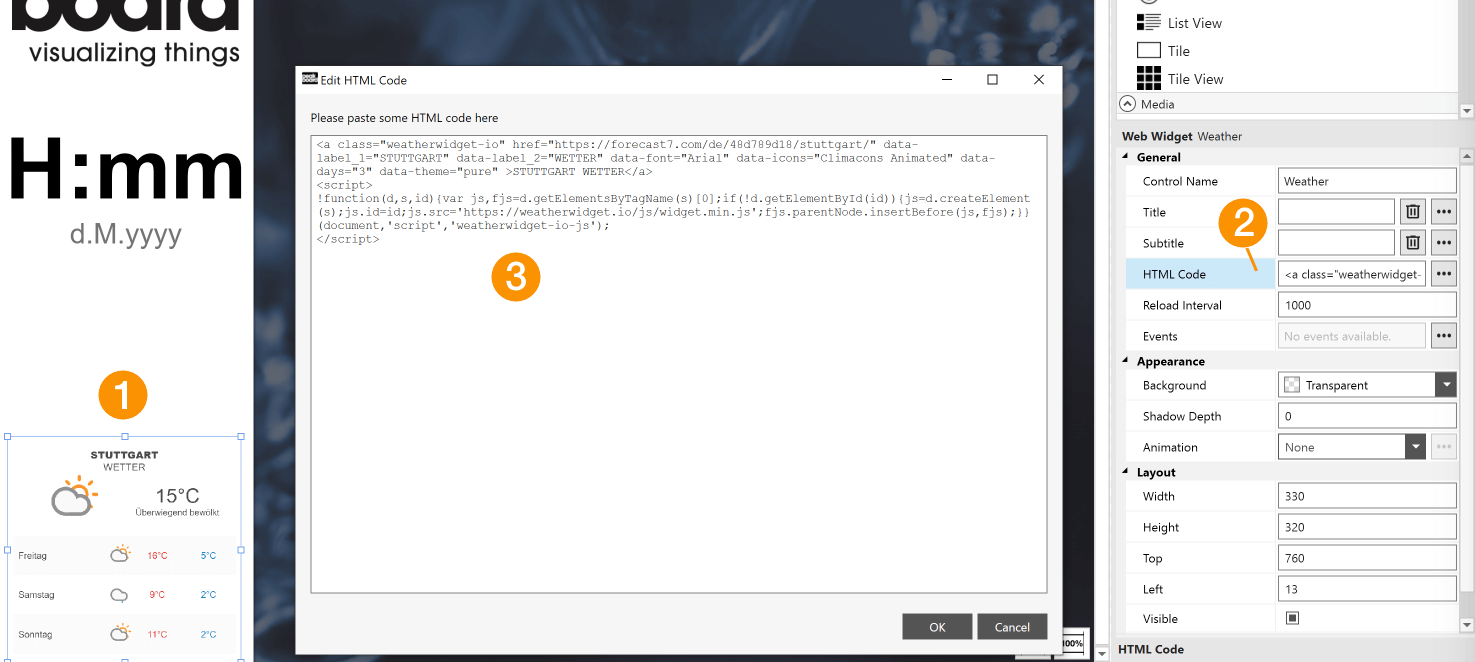 board
visualizing things
H:mm
d.M.yyyy
1
STUTTGART
WETTER
15°C
Überwiegend bewölkt
Freitag 16°C 5°C
Samstag 9°C 2°C
Sonntag 11°C 2°C
Edit HTML Code
Please paste some HTML code here
<a class="weatherwidget-io" href="https://forecast7.com/de/48d789d18/stuttgart/" data-
label_1="STUTTGART" data-label_2="WETTER" data-font="Arial" data-icons="Climacons Animated" data-
days="3" data-theme="pure" >STUTTGART WETTER</a>
<script>
!function(d,s,id){var js,fjs=d.getElementsByTagName(s)[0];if(!d.getElementById(id)){js=d.createElement
(s);js.id=id;js.src='https://weatherwidget.io/js/widget.min.js';fjs.parentNode.insertBefore(js,fjs);}}
(document,'script','weatherwidget-io-js');
</script>
3
OK
Cancel
100%
List View
Tile
Tile View
Media
Web Widget Weather
General
Control Name Weather
Title
2
Subtitle
HTML Code <a class="weatherwidget-
Reload Interval 1000
Events No events available.
Appearance
Background Transparent
Shadow Depth 0
Animation None
Layout
Width 330
Height 320
Top 760
Left 13
Visible
HTML Code